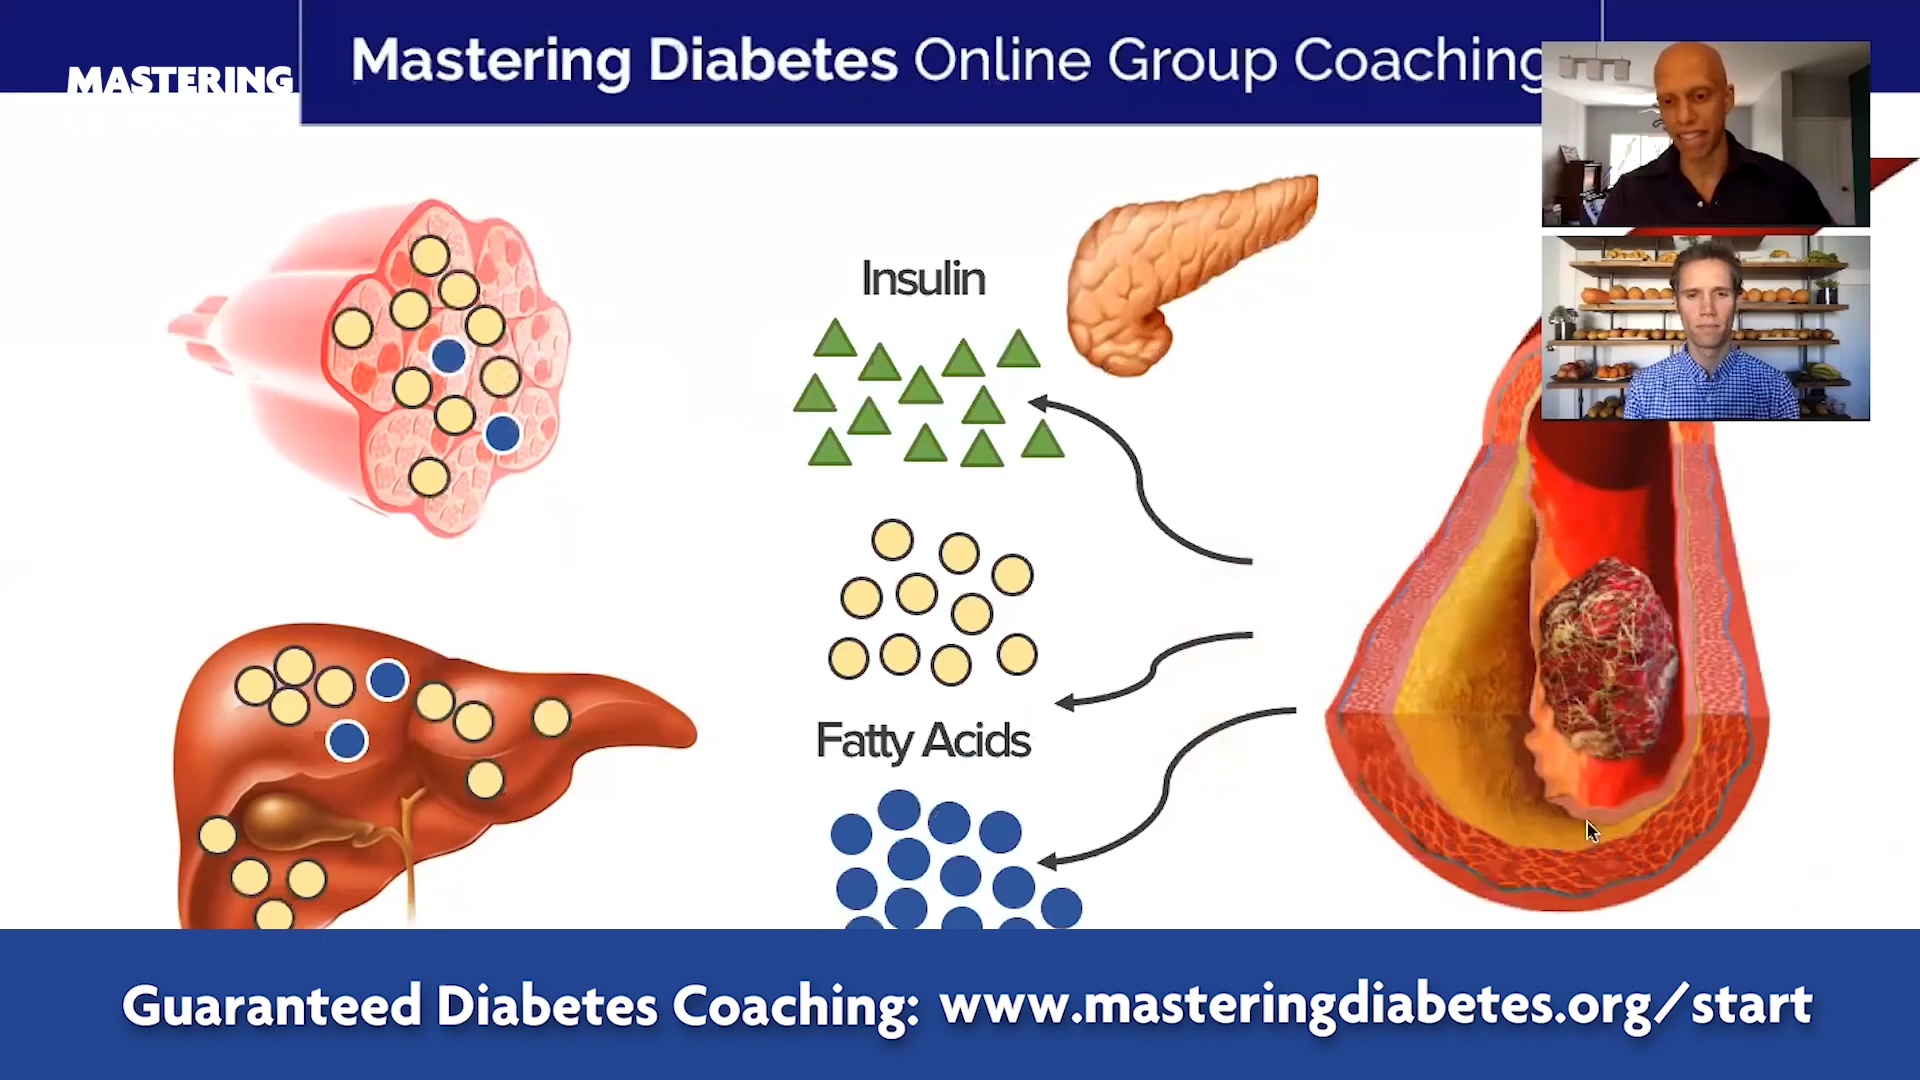 Mastering Diabetes Online Group Coaching
MASTERING
Insulin
Fatty Acids
Guaranteed Diabetes Coaching: www.masteringdiabetes.org/start